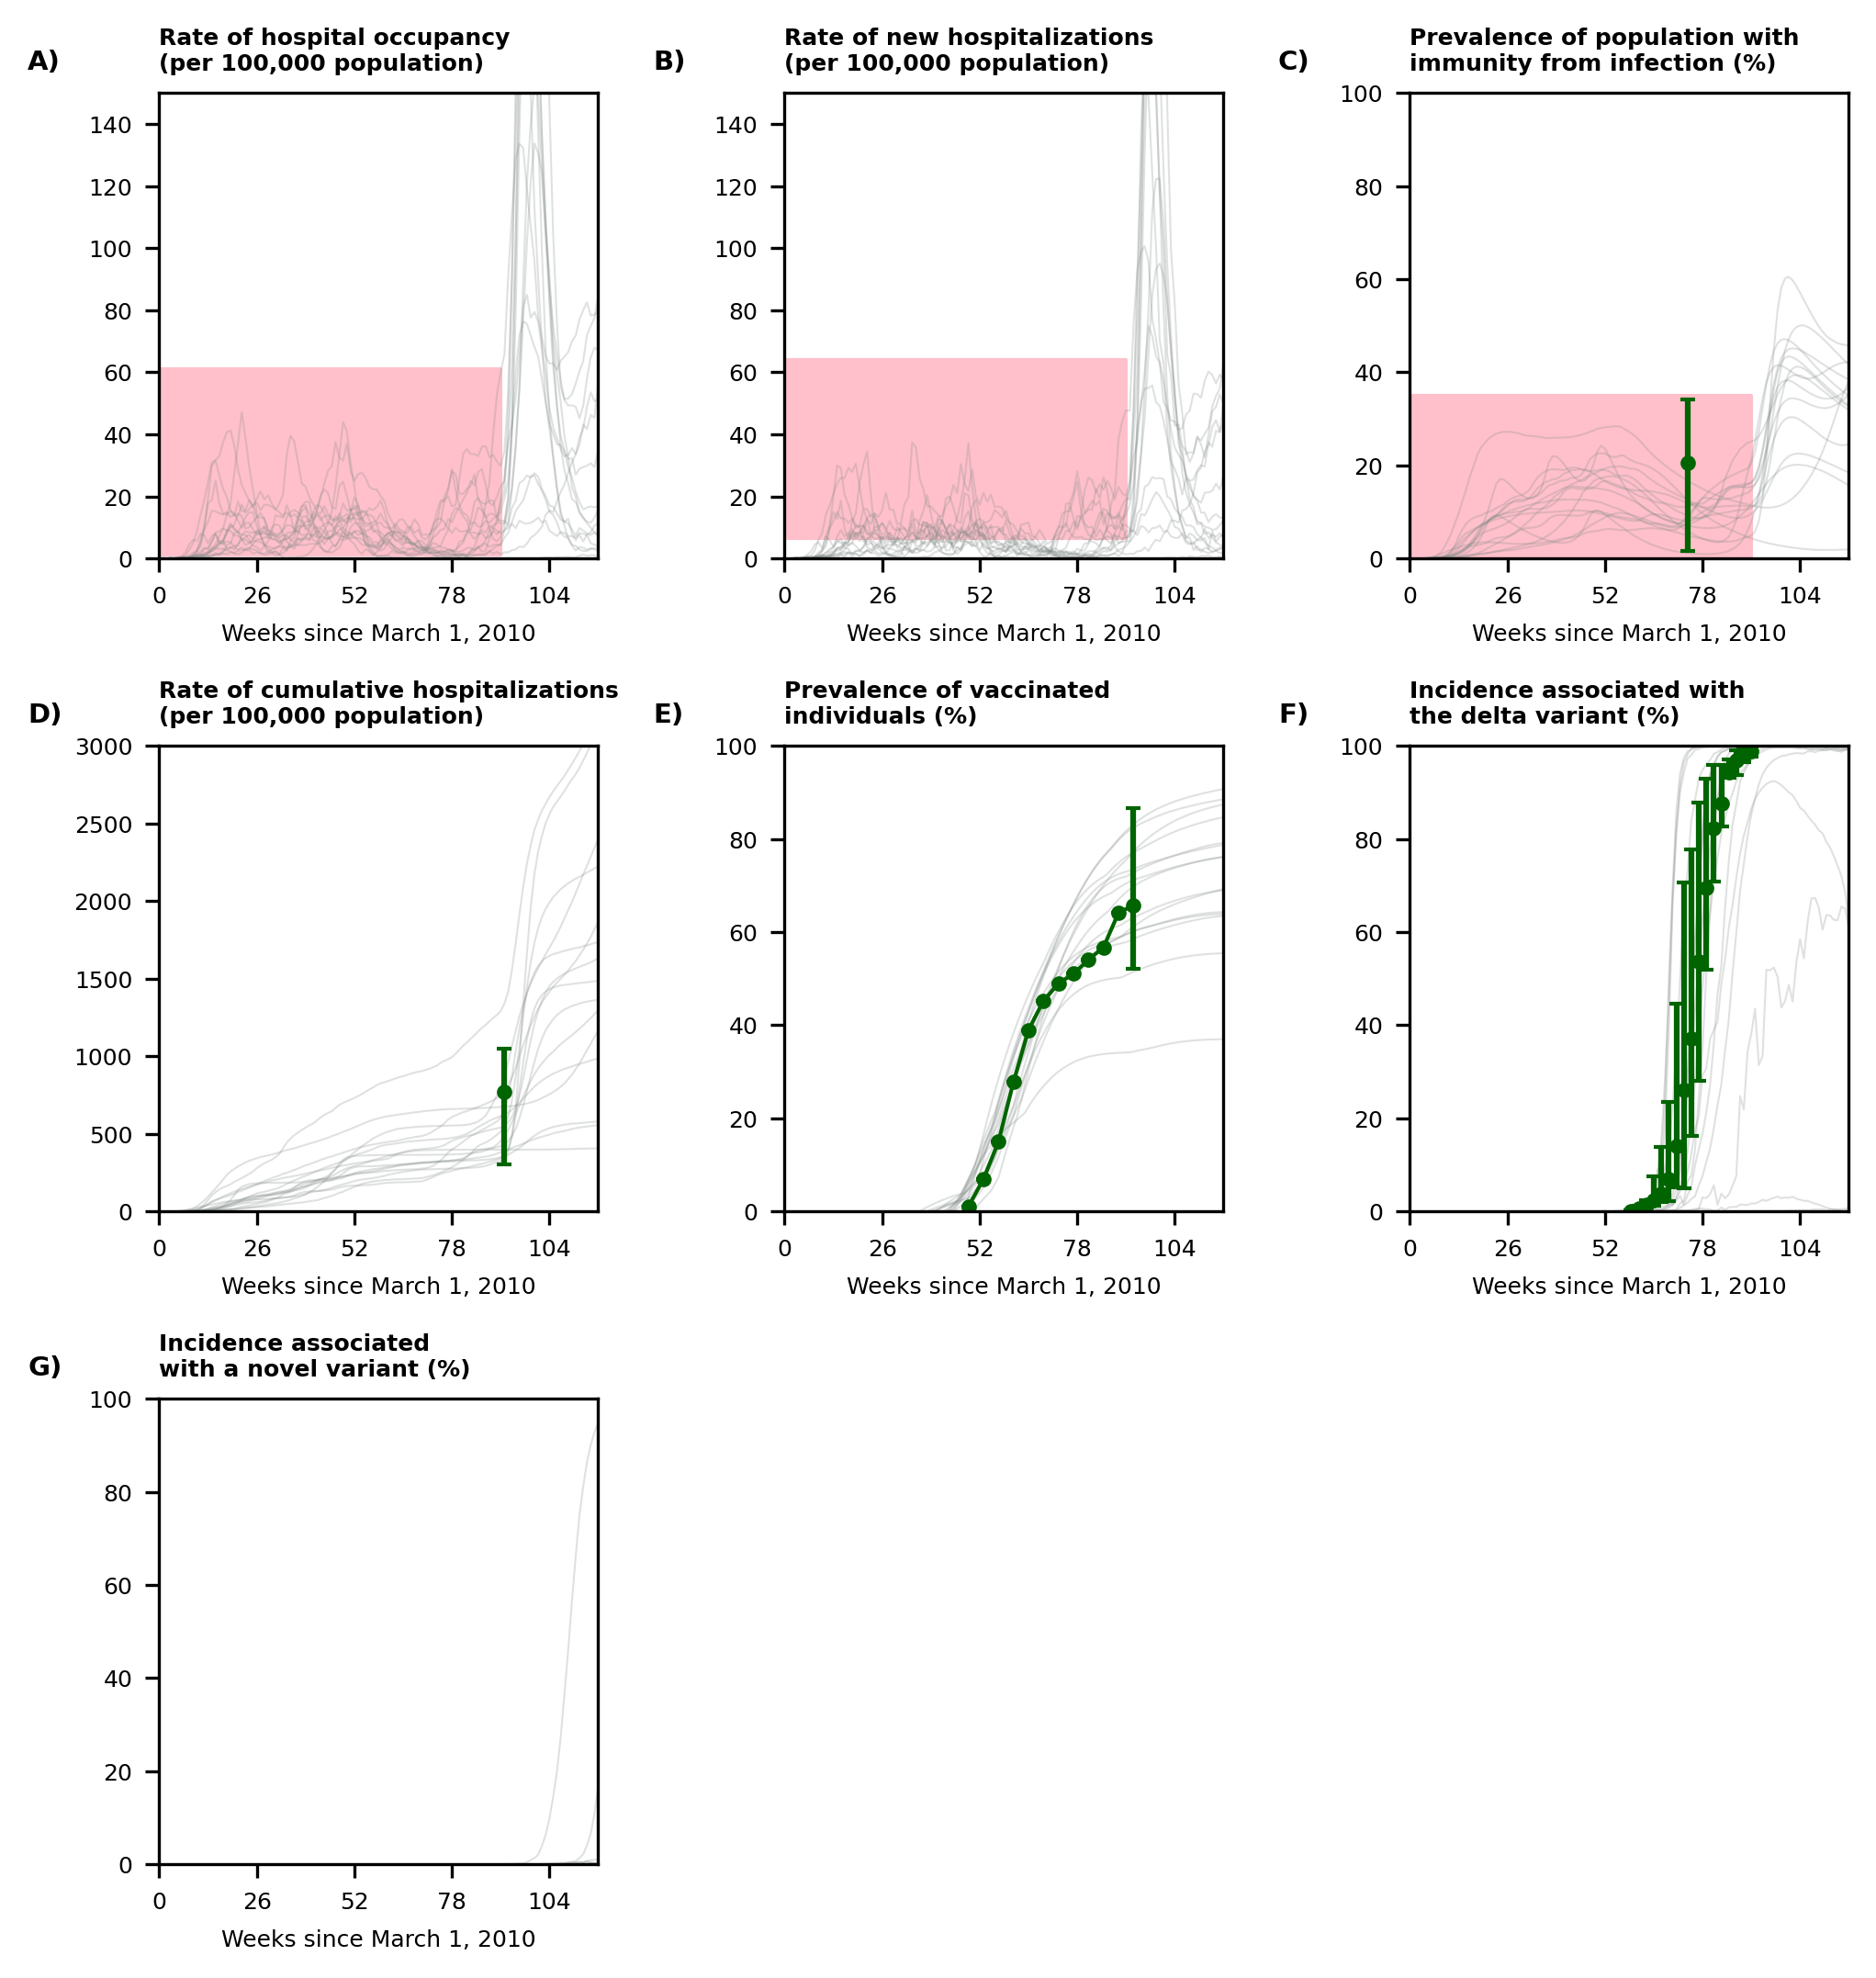 A)
Rate of hospital occupancy
(per 100,000 population)
140
120
100
80
60
40
20
0
0 26 52 78 104
Weeks since March 1, 2010
B)
Rate of new hospitalizations
(per 100,000 population)
140
120
100
80
60
40
20
0
0 26 52 78 104
Weeks since March 1, 2010
C)
Prevalence of population with
immunity from infection (%)
100
80
60
40
20
0
0 26 52 78 104
Weeks since March 1, 2010
D)
Rate of cumulative hospitalizations
(per 100,000 population)
3000
2500
2000
1500
1000
500
0
0 26 52 78 104
Weeks since March 1, 2010
E)
Prevalence of vaccinated
individuals (%)
100
80
60
40
20
0
0 26 52 78 104
Weeks since March 1, 2010
F)
Incidence associated with
the delta variant (%)
100
80
60
40
20
0
0 26 52 78 104
Weeks since March 1, 2010
G)
Incidence associated
with a novel variant (%)
100
80
60
40
20
0
0 26 52 78 104
Weeks since March 1, 2010